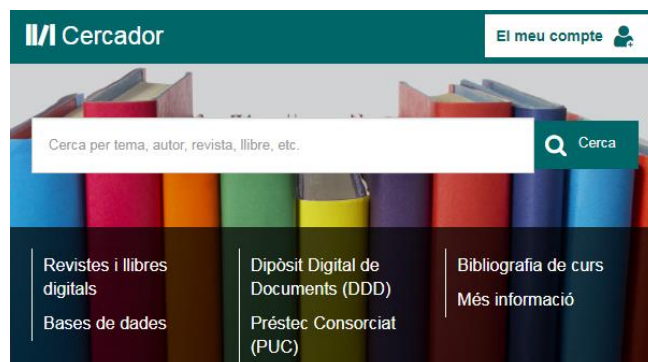 Cercador
El meu compte
Cerca per tema, autor, revista, llibre, etc.
Cerca
Revistes i llibres
digitals
Bases de dades
Dipòsit Digital de
Documents (DDD)
Préstec Consorciat
(PUC)
Bibliografia de curs
Més informació